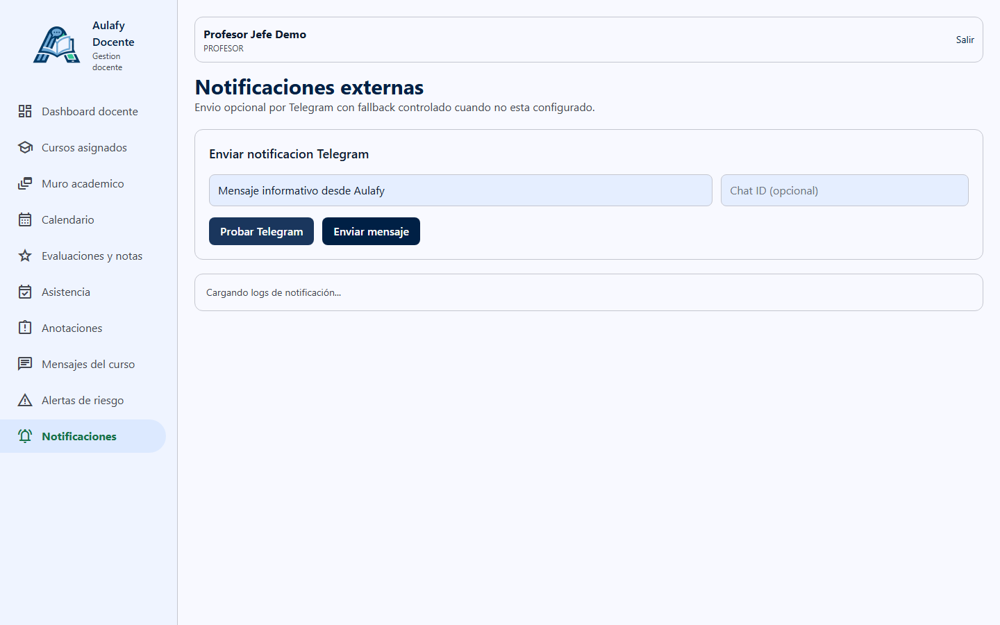 Aulafy
Docente
Gestion
docente
Dashboard docente
Cursos asignados
Muro academico
Calendario
Evaluaciones y notas
Asistencia
Anotaciones
Mensajes del curso
Alertas de riesgo
Notificaciones
Profesor Jefe Demo
PROFESOR
Salir
Notificaciones externas
Envio opcional por Telegram con fallback controlado cuando no esta configurado.
Enviar notificacion Telegram
Mensaje informativo desde Aulafy
Chat ID (opcional)
Probar Telegram
Enviar mensaje
Cargando logs de notificación...